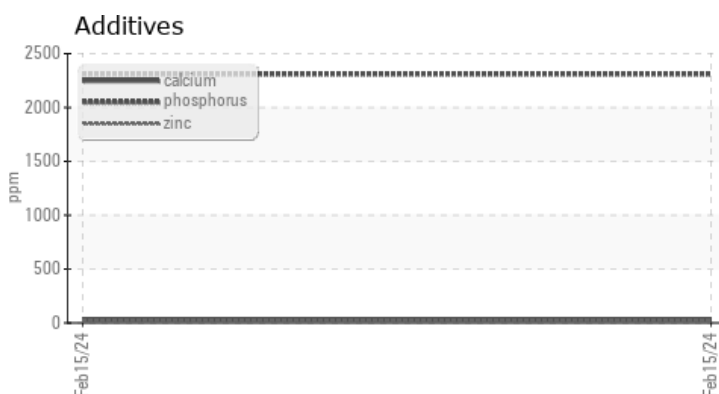 Additives
2500
2000
1500
1000
500
0
ppm
calcium
phosphorus
zinc
Feb15/24
Feb15/24